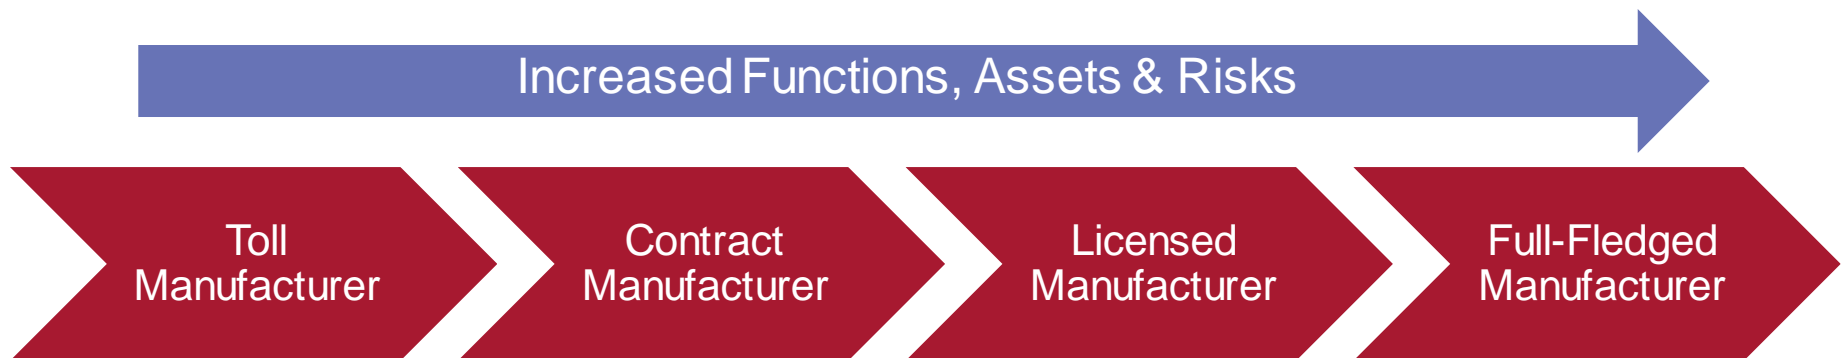 Increased Functions, Assets & Risks
Toll
Manufacturer
Contract
Manufacturer
Licensed
Manufacturer
Full-Fledged
Manufacturer